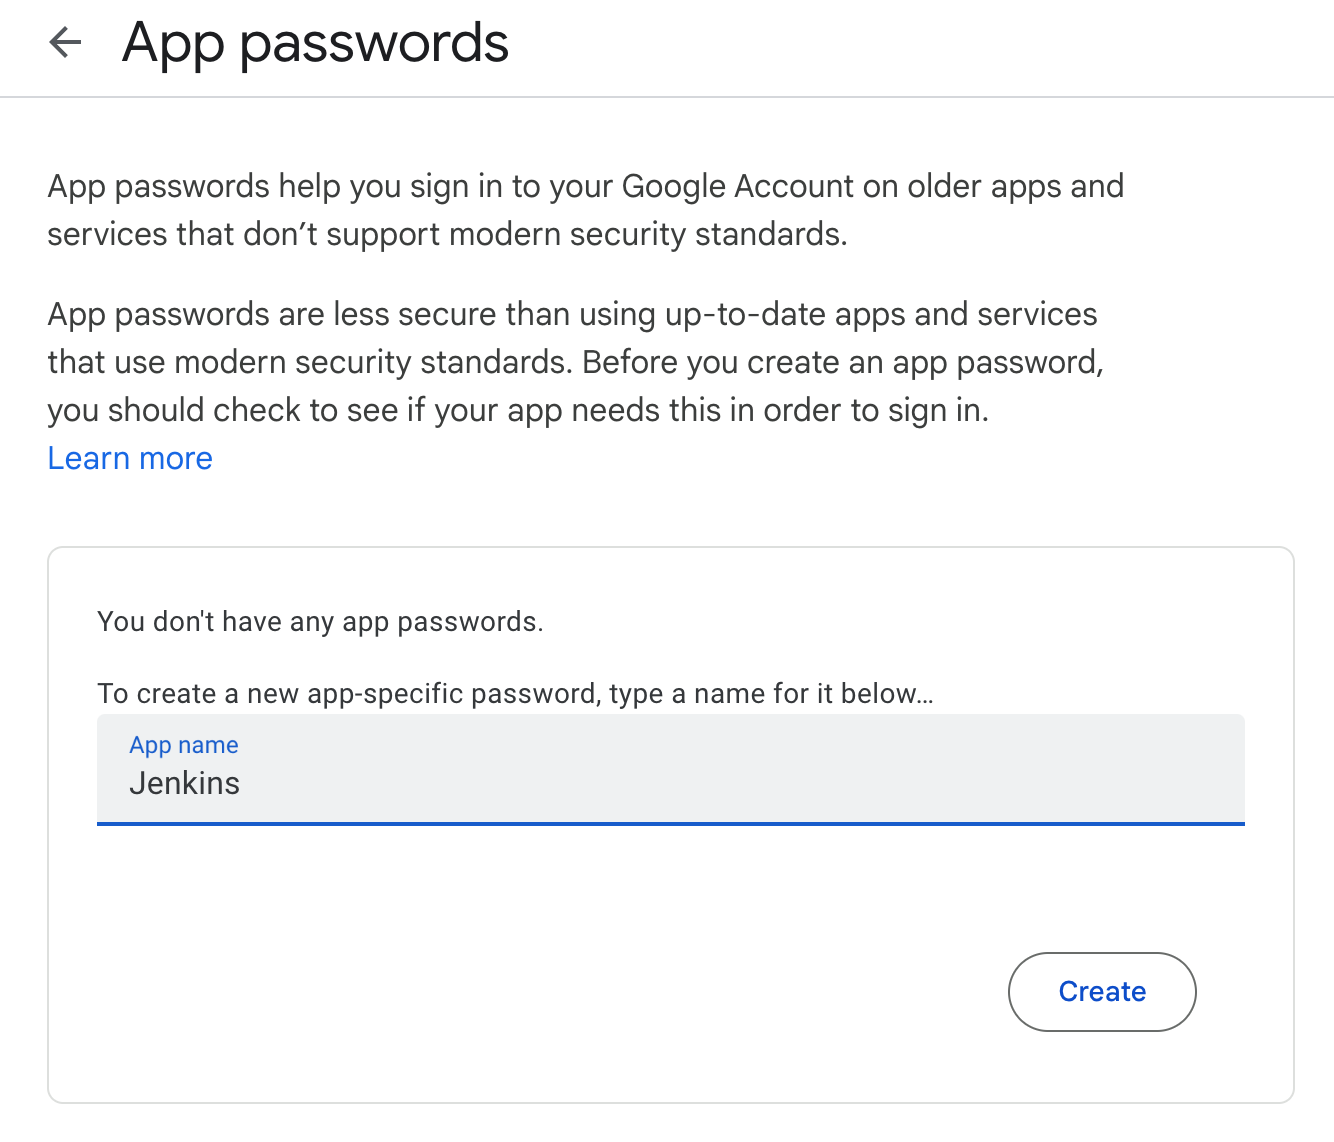 App passwords
App passwords help you sign in to your Google Account on older apps and
services that don’t support modern security standards.
App passwords are less secure than using up-to-date apps and services
that use modern security standards. Before you create an app password,
you should check to see if your app needs this in order to sign in.
Learn more
You don't have any app passwords.
To create a new app-specific password, type a name for it below…
App name
Jenkins
Create